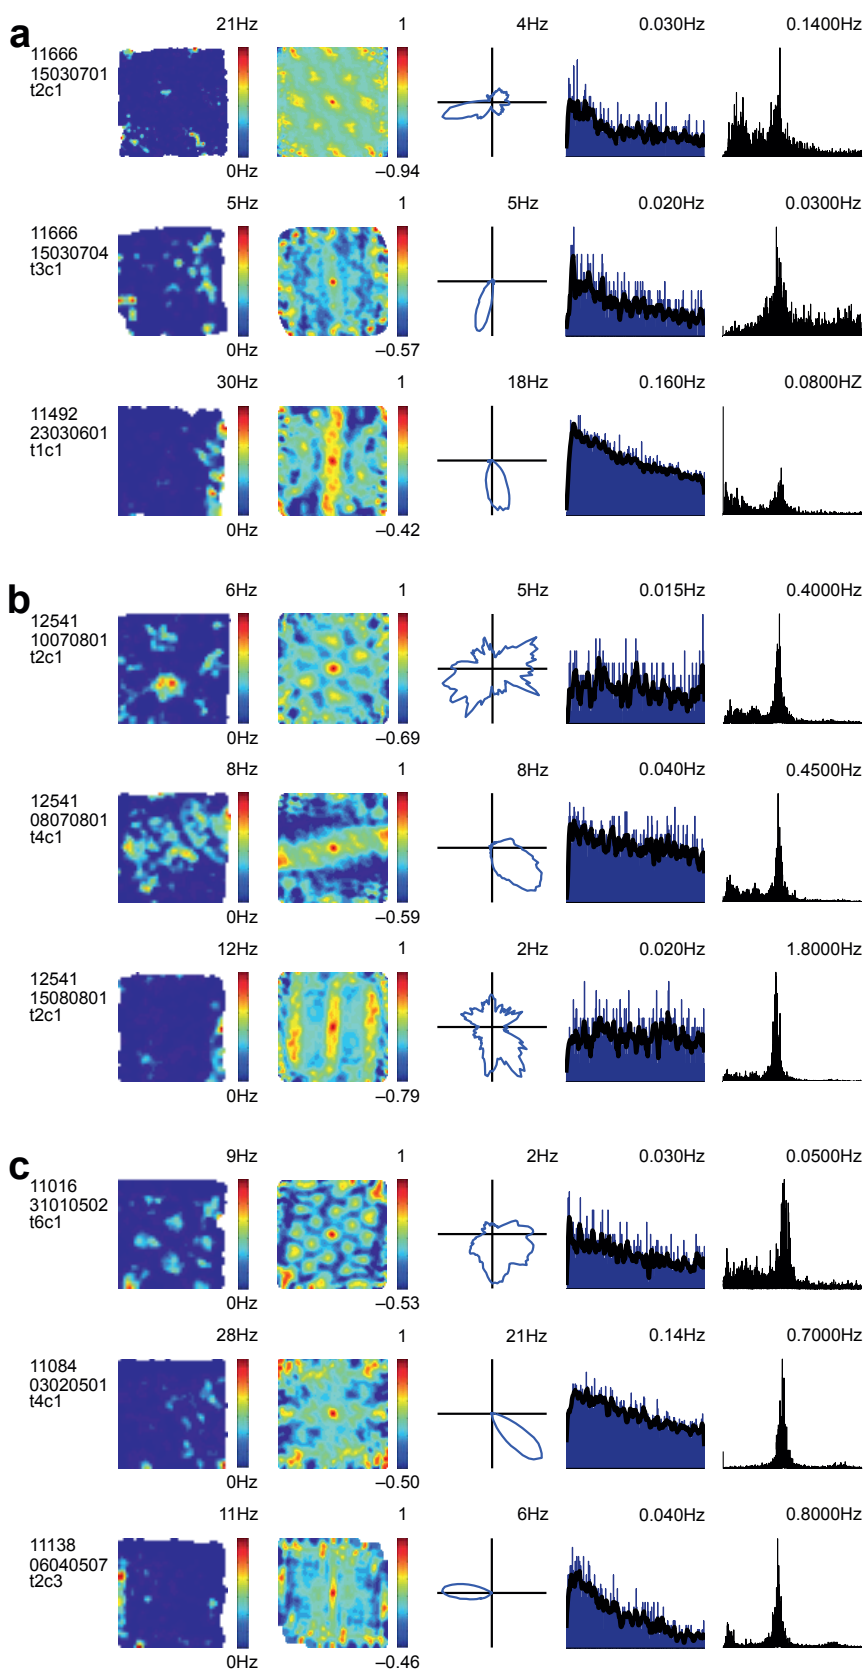 a
21Hz 1 4Hz 0.030Hz 0.1400Hz
11666
15030701
t2c1
0Hz –0.94
5Hz 1 5Hz 0.020Hz 0.0300Hz
11666
15030704
t3c1
0Hz –0.57
30Hz 1 18Hz 0.160Hz 0.0800HZ
11492
23030601
t1c1
0Hz –0.42
b
6Hz 1 5Hz 0.015Hz 0.4000Hz
12541
10070801
t2c1
0Hz –0.69
8Hz 1 8Hz 0.040Hz 0.4500Hz
12541
08070801
t4c1
0Hz –0.59
12Hz 1 2Hz 0.020Hz 1.8000Hz
12541
15080801
t2c1
0Hz –0.79
c
9Hz 1 2Hz 0.030Hz 0.0500Hz
11016
31010502
t6c1
0Hz –0.53
28Hz 1 21Hz 0.14Hz 0.7000Hz
11084
03020501
t4c1
0Hz –0.50
11Hz 1 6Hz 0.040Hz 0.8000Hz
11138
06040507
t2c3
0Hz –0.46